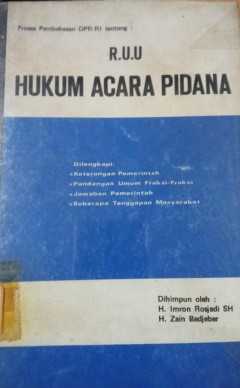 Proses Pembahasan DPR-RI tentang :
R.U.U
HUKUM ACARA PIDANA
Dilengkapi:
*Keterangan Pemerintah
*Pandangan Umum Fraksi-Fraksi
*Jawaban Pemerintah
*Beberapa Tanggapan Masyarakat
Dihimpun oleh :
H. Imron Rosjadi SH
H. Zain Badjeber